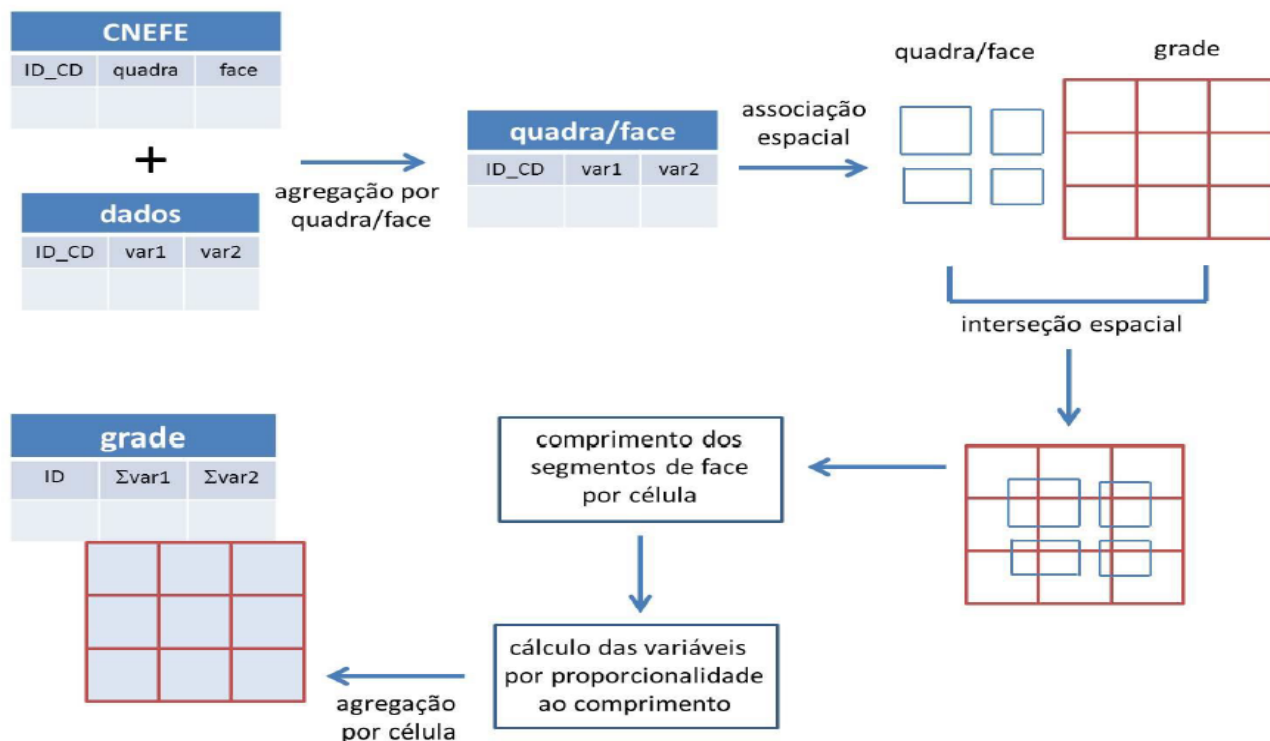 CNEFE
ID_CD quadra face
+
dados
ID_CD var1 var2
agregação por
quadra/face
quadra/face
ID_CD var1 var2
associação
espacial
quadra/face
grade
interseção espacial
comprimento dos
segmentos de face
por célula
cálculo das variáveis
por proporcionalidade
ao comprimento
agregação
por célula
grade
ID Σvar1 Σvar2